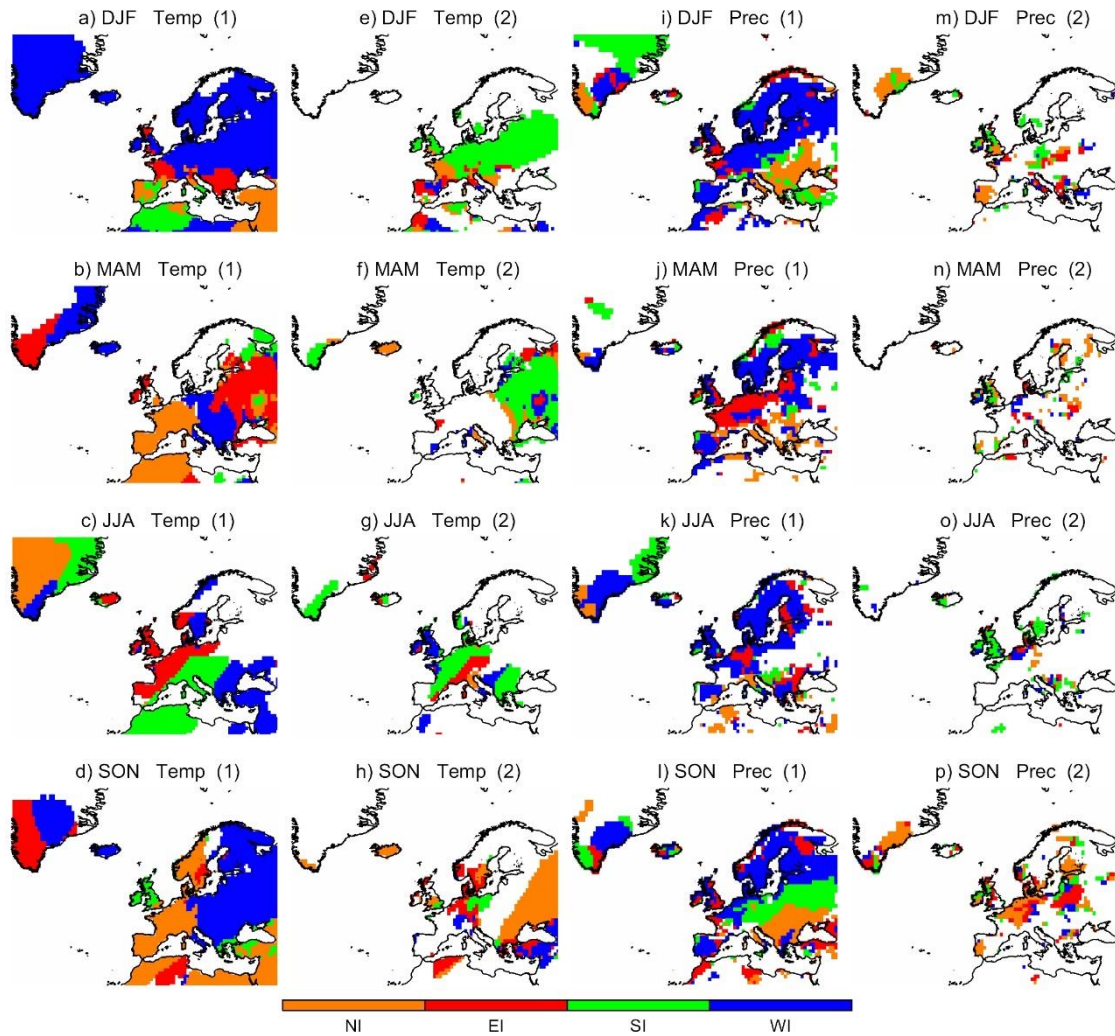 a) DJF Temp (1)
e) DJF Temp (2)
i) DJF Prec (1)
m) DJF Prec (2)
b) MAM Temp (1)
f) MAM Temp (2)
j) MAM Prec (1)
n) MAM Prec (2)
c) JJA Temp (1)
g) JJA Temp (2)
k) JJA Prec (1)
o) JJA Prec (2)
d) SON Temp (1)
h) SON Temp (2)
l) SON Prec (1)
p) SON Prec (2)
NI EI SI WI